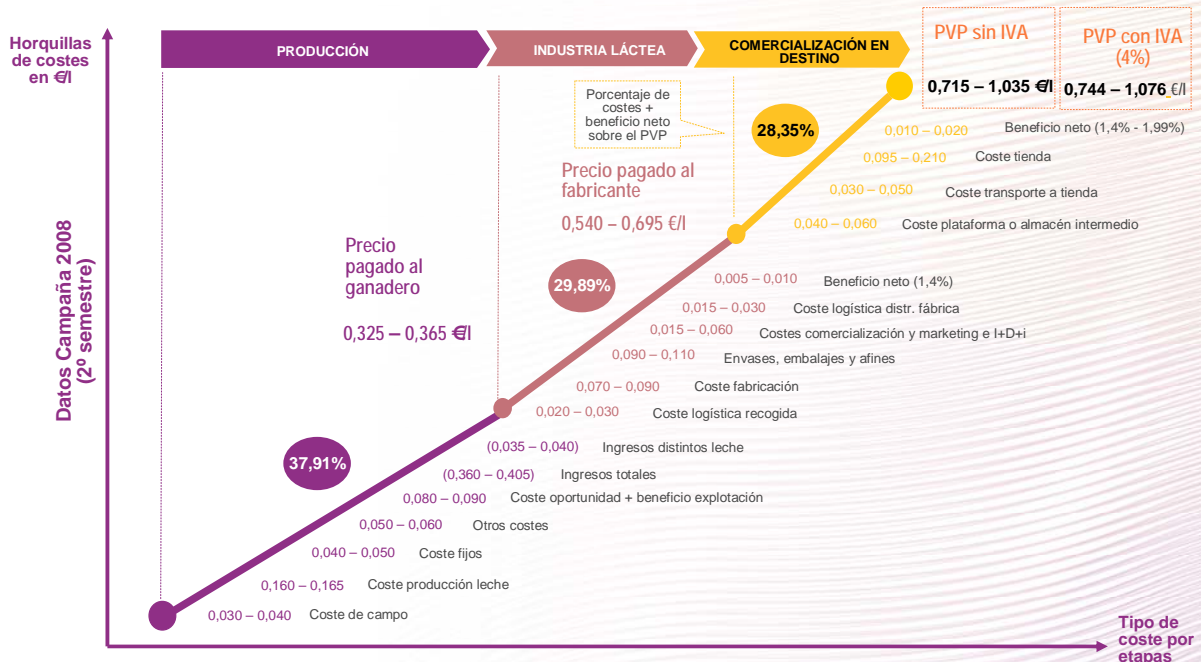 Horquillas
de costes
en €/l
PRODUCCIÓN
INDUSTRIA LÁCTEA
COMERCIALIZACIÓN EN
DESTINO
PVP sin IVA
0,715 – 1,035 €/l
PVP con IVA
(4%)
0,744 – 1,076 €/l
Porcentaje de
costes +
beneficio neto
sobre el PVP
28,35%
0,010 – 0,020 Beneficio neto (1,4% - 1,99%)
0,095 – 0,210 Coste tienda
0,030 – 0,050 Coste transporte a tienda
0,040 – 0,060 Coste plataforma o almacén intermedio
Precio pagado al
fabricante
0,540 – 0,695 €/l
29,89%
0,005 – 0,010 Beneficio neto (1,4%)
0,015 – 0,030 Coste logística distr. fábrica
0,015 – 0,060 Costes comercialización y marketing e I+D+i
0,090 – 0,110 Envases, embalajes y afines
0,070 – 0,090 Coste fabricación
0,020 – 0,030 Coste logística recogida
Precio
pagado al
ganadero
0,325 – 0,365 €/l
37,91%
(0,035 – 0,040) Ingresos distintos leche
(0,360 – 0,405) Ingresos totales
0,080 – 0,090 Coste oportunidad + beneficio explotación
0,050 – 0,060 Otros costes
0,040 – 0,050 Coste fijos
0,160 – 0,165 Coste producción leche
0,030 – 0,040 Coste de campo
Datos Campaña 2008
(2º semestre)
Tipo de
coste por
etapas